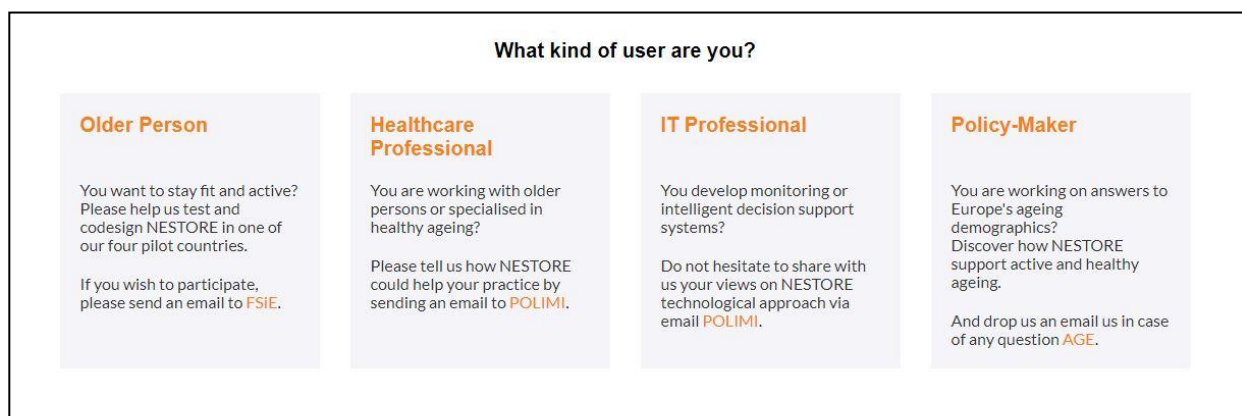 What kind of user are you?
Older Person
You want to stay fit and active?
Please help us test and
codesign NESTORE in one of
our four pilot countries.
If you wish to participate,
please send an email to FSiE.
Healthcare
Professional
You are working with older
persons or specialised in
healthy ageing?
Please tell us how NESTORE
could help your practice by
sending an email to POLIMI.
IT Professional
You develop monitoring or
intelligent decision support
systems?
Do not hesitate to share with
us your views on NESTORE
technological approach via
email POLIMI.
Policy-Maker
You are working on answers to
Europe's ageing
demographics?
Discover how NESTORE
support active and healthy
ageing.
And drop us an email us in case
of any question AGE.